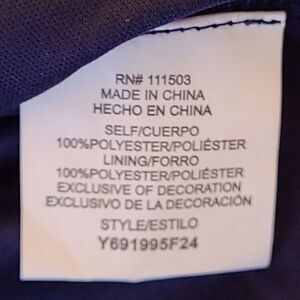 RN# 111503
MADE IN CHINA
HECHO EN CHINA
SELF/CUERPO
100%POLYESTER/POLIÉSTER
LINING/FORRO
100%POLYESTER/POLIÉSTER
EXCLUSIVE OF DECORATION
EXCLUSIVO DE LA DECORACIÓN
STYLE/ESTILO
Y691995F24